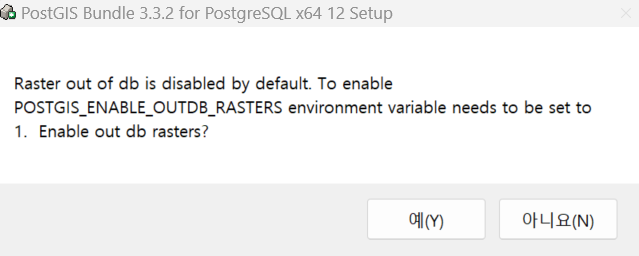 PostGIS Bundle 3.3.2 for PostgreSQL x64 12 Setup
Raster out of db is disabled by default. To enable
POSTGIS_ENABLE_OUTDB_RASTERS environment variable needs to be set to
1.  Enable out db rasters?
예(Y) 아니요(N)